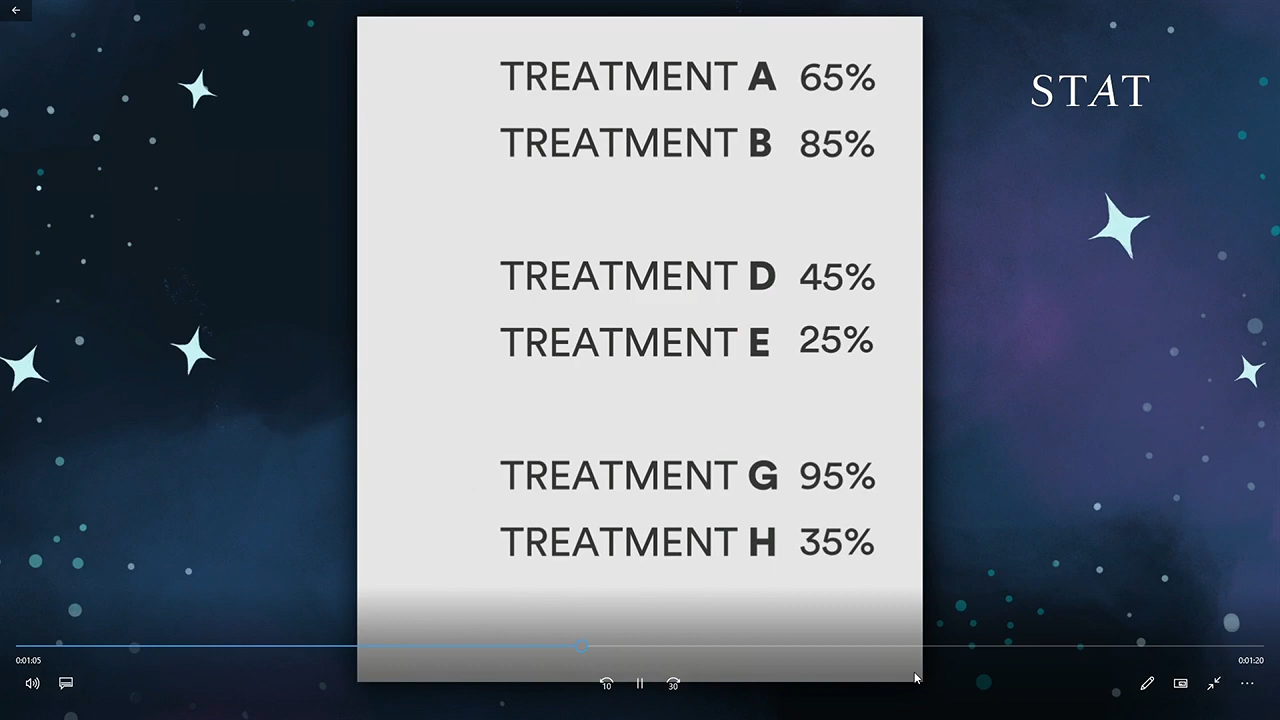 TREATMENT A 65%
STAT
TREATMENT B 85%
TREATMENT D 45%
TREATMENT E 25%
TREATMENT G 95%
TREATMENT H 35%
0:01:05
0:01:20
10
30